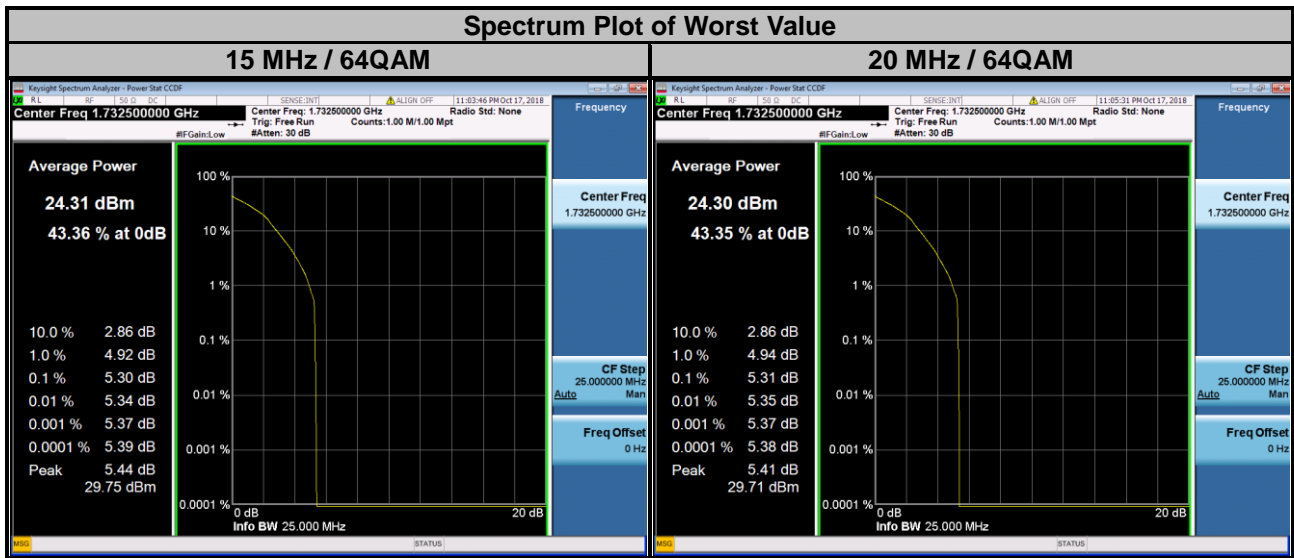 Spectrum Plot of Worst Value
15 MHz / 64QAM
20 MHz / 64QAM
Keysight Spectrum Analyzer - Power Stat CCDF
RL RF 50 Ω DC SENSE:INT ALIGN OFF 11:03:46 PM Oct 17, 2018
Center Freq 1.732500000 GHz
Center Freq: 1.732500000 GHz Radio Std: None
Trig: Free Run Counts:1.00 M/1.00 Mpt
#IFGain:Low #Atten: 30 dB
Frequency
Average Power
24.31 dBm
43.36 % at 0dB
10.0 % 2.86 dB
1.0 % 4.92 dB
0.1 % 5.30 dB
0.01 % 5.34 dB
0.001 % 5.37 dB
0.0001 % 5.39 dB
Peak 5.44 dB
29.75 dBm
100 %
10 %
1 %
0.1 %
0.01 %
0.001 %
0.0001 %
0 dB 20 dB
Info BW 25.000 MHz
Center Freq
1.732500000 GHz
CF Step
25.000000 MHz
Auto Man
Freq Offset
0 Hz
MSG STATUS
Keysight Spectrum Analyzer - Power Stat CCDF
RL RF 50 Ω DC SENSE:INT ALIGN OFF 11:05:31 PM Oct 17, 2018
Center Freq 1.732500000 GHz
Center Freq: 1.732500000 GHz Radio Std: None
Trig: Free Run Counts:1.00 M/1.00 Mpt
#IFGain:Low #Atten: 30 dB
Frequency
Average Power
24.30 dBm
43.35 % at 0dB
10.0 % 2.86 dB
1.0 % 4.94 dB
0.1 % 5.31 dB
0.01 % 5.35 dB
0.001 % 5.37 dB
0.0001 % 5.38 dB
Peak 5.41 dB
29.71 dBm
100 %
10 %
1 %
0.1 %
0.01 %
0.001 %
0.0001 %
0 dB 20 dB
Info BW 25.000 MHz
Center Freq
1.732500000 GHz
CF Step
25.000000 MHz
Auto Man
Freq Offset
0 Hz
MSG STATUS